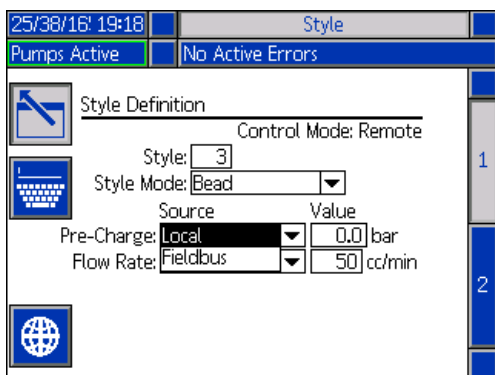 25/38/16: 19:18 Style
Pumps Active No Active Errors
Style Definition
Control Mode: Remote
Style: 3
Style Mode: Bead
Source Value
Pre-Charge: Local 0.0 bar
Flow Rate: Fieldbus 50 cc/min
1
2